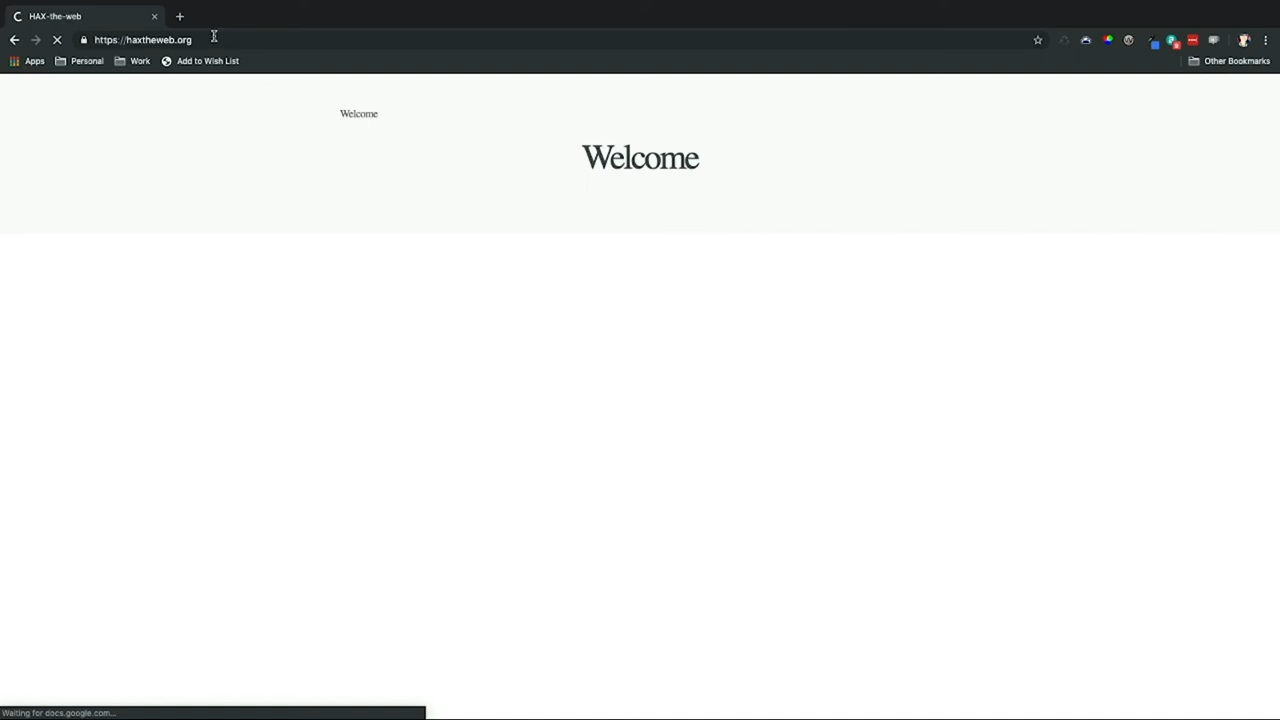 HAX-the-web
https://haxtheweb.org
Apps
Personal
Work
Add to Wish List
Other Bookmarks
Welcome
Welcome
Waiting for docs.google.com...